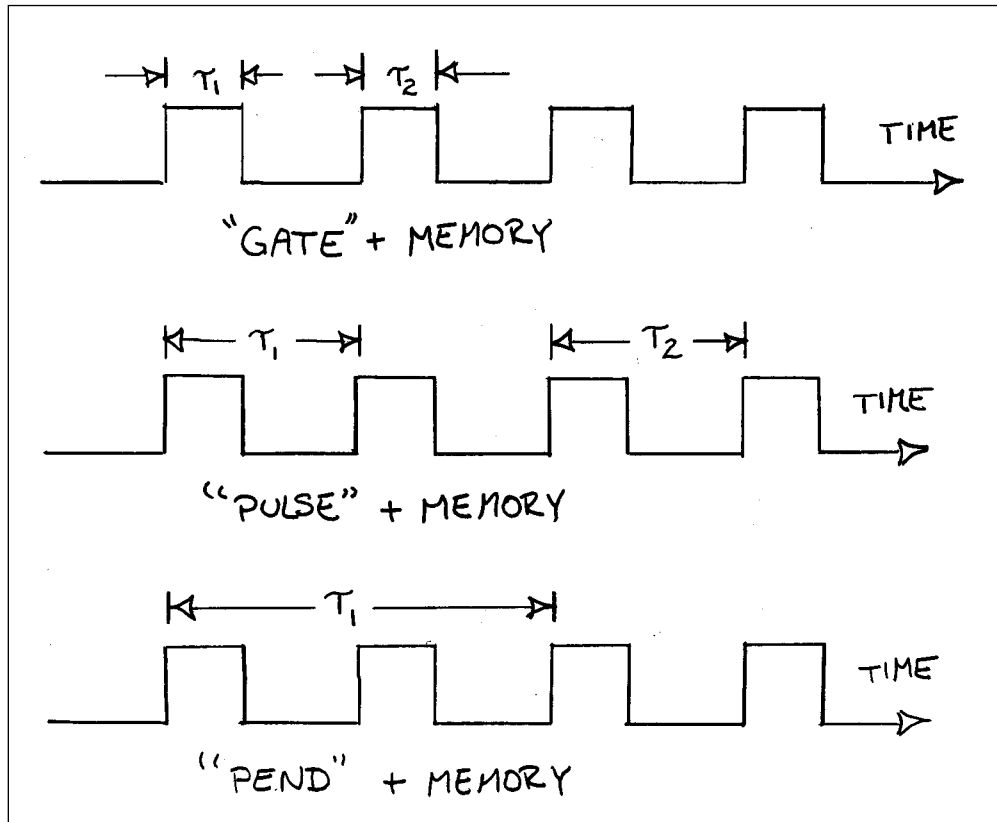 τ₁ τ₂
TIME
"GATE" + MEMORY
τ₁ τ₂
TIME
"PULSE" + MEMORY
τ₁
TIME
"PEND" + MEMORY